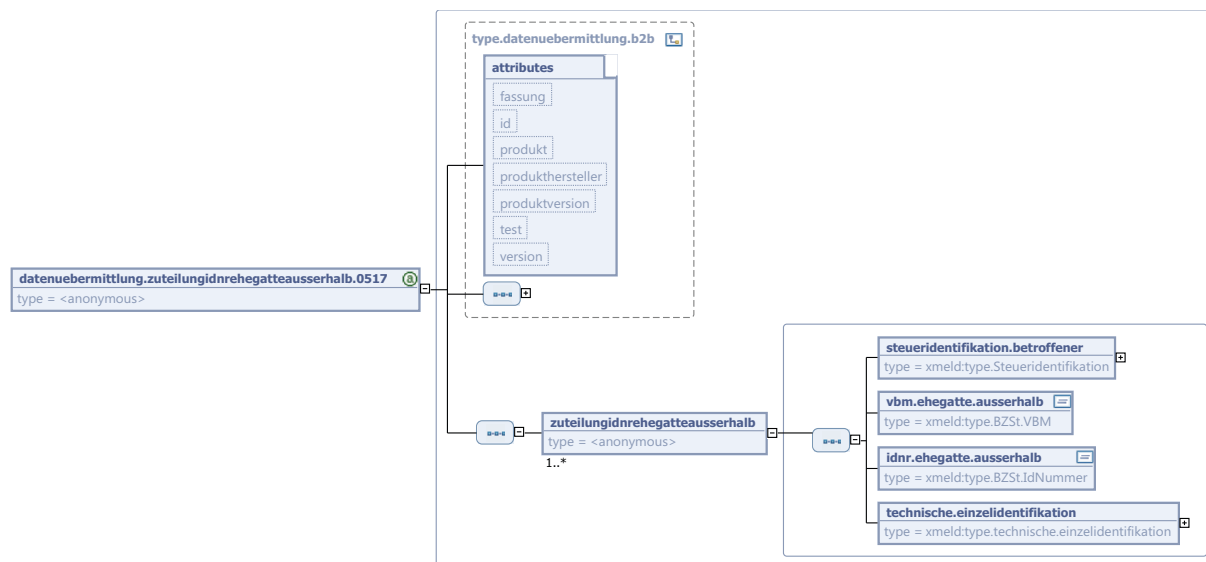 type.datenuebermittlung.b2b
attributes
fassung
id
produkt
produkthersteller
produktversion
test
version
datenuebermittlung.zuteilungidnrehegatteausserhalb.0517
a
type = <anonymous>
zuteilungidnrehegatteausserhalb
type = <anonymous>
1..*
steueridentifikation.betroffener
type = xmeld:type.Steueridentifikation
vbm.ehegatte.ausserhalb
type = xmeld:type.BZSt.VBM
idnr.ehegatte.ausserhalb
type = xmeld:type.BZSt.IdNummer
technische.einzelidentifikation
type = xmeld:type.technische.einzelidentifikation